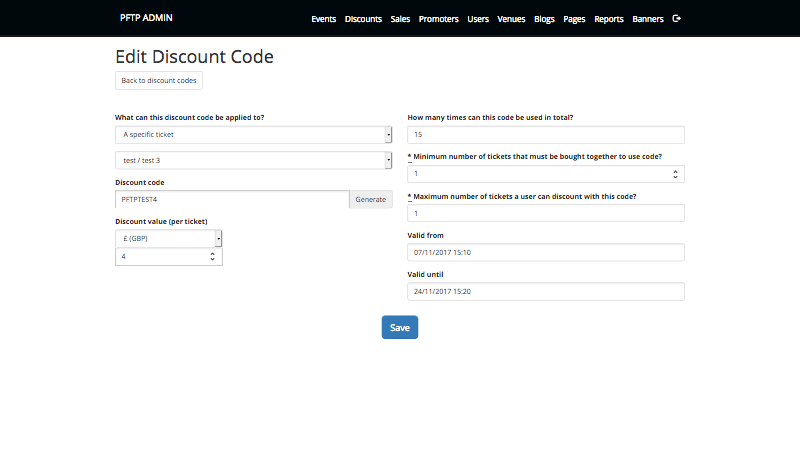 PFTP ADMIN
Events Discounts Sales Promoters Users Venues Blogs Pages Reports Banners
Edit Discount Code
Back to discount codes
What can this discount code be applied to?
A specific ticket
test / test 3
Discount code
PFTPTEST4 Generate
Discount value (per ticket)
£ (GBP)
4
How many times can this code be used in total?
15
* Minimum number of tickets that must be bought together to use code?
1
* Maximum number of tickets a user can discount with this code?
1
Valid from
07/11/2017 15:10
Valid until
24/11/2017 15:20
Save